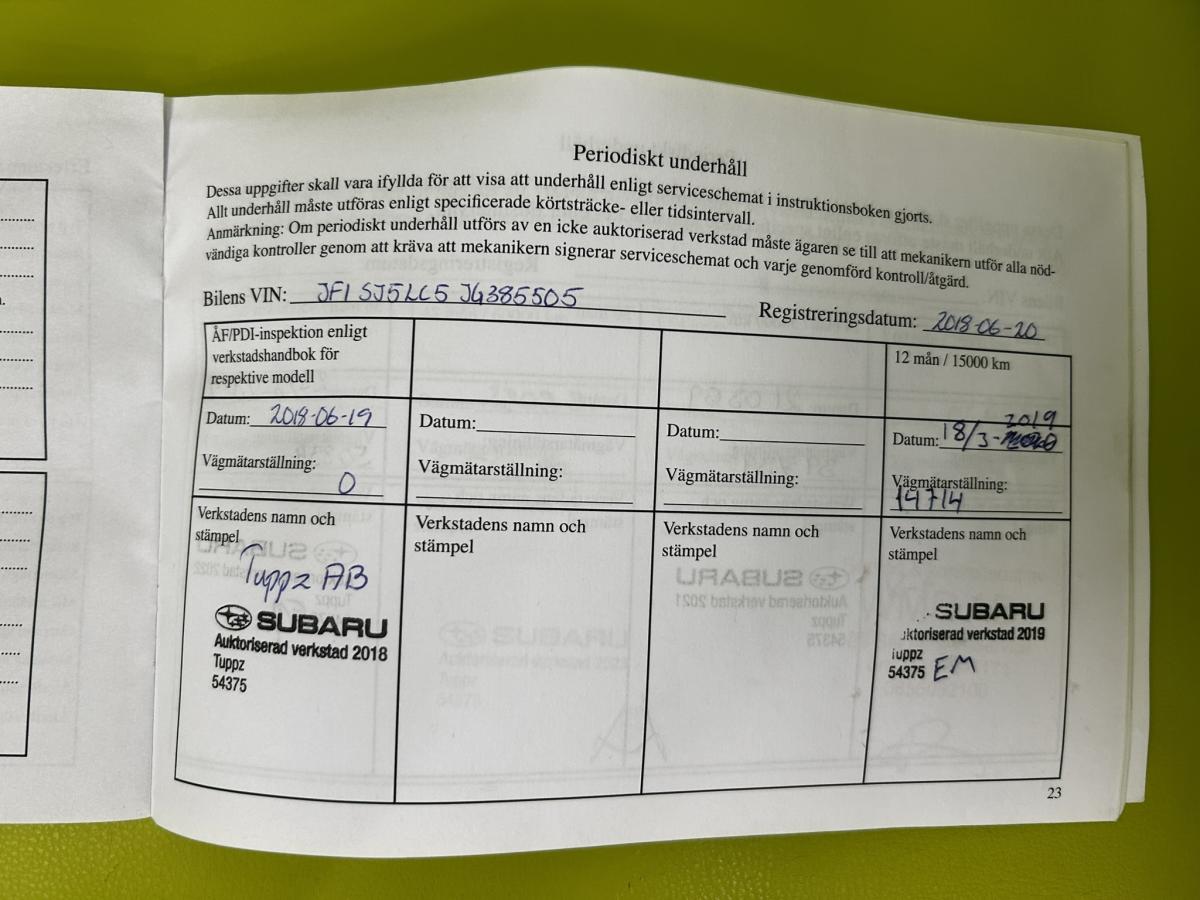 Periodiskt underhåll
Dessa uppgifter skall vara ifyllda för att visa att underhåll enligt serviceschemat i instruktionsboken gjorts.
Allt underhåll måste utföras enligt specificerade körtsträcke- eller tidsintervall.
Anmärkning: Om periodiskt underhåll utförs av en icke auktoriserad verkstad måste ägaren se till att mekanikern utför alla nöd-
vändiga kontroller genom att kräva att mekanikern signerar serviceschemat och varje genomförd kontroll/åtgärd.
Bilens VIN: JF1SJ5LC5JG385505
Registreringsdatum: 2018-06-20
ÅF/PDI-inspektion enligt
verkstadshandbok för
respektive modell
Datum: 2018-06-19
Vägmätarställning:
0
Verkstadens namn och
stämpel
Tuppz AB
SUBARU
Auktoriserad verkstad 2018
Tuppz
54375
Datum:
Vägmätarställning:
Verkstadens namn och
stämpel
Datum:
Vägmätarställning:
Verkstadens namn och
stämpel
SUBARU
Auktoriserad verkstad 2021
Tuppz
54375
12 mån / 15000 km
2019
Datum: 18/3-
Vägmätarställning:
14714
Verkstadens namn och
stämpel
SUBARU
uktoriserad verkstad 2019
Tuppz
54375 EM
23